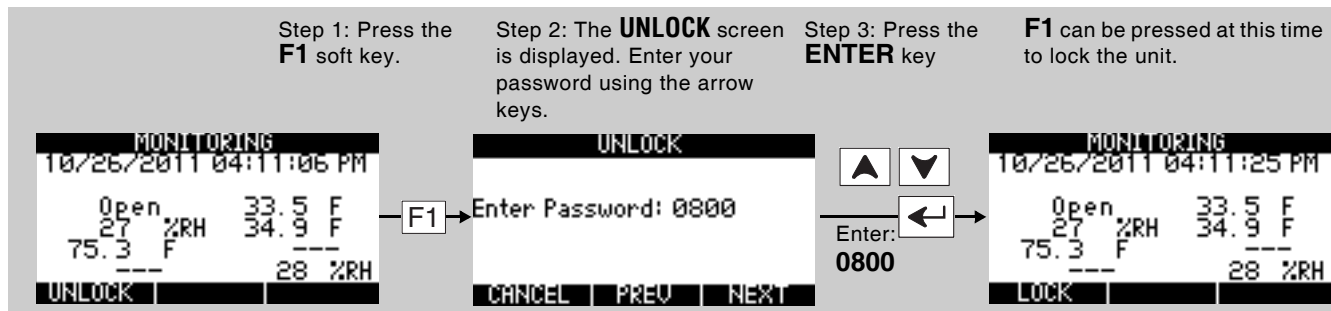 Step 1: Press the
F1 soft key.
Step 2: The UNLOCK screen
is displayed. Enter your
password using the arrow
keys.
Step 3: Press the
ENTER key
F1 can be pressed at this time
to lock the unit.
MONITORING
10/26/2011 04:11:06 PM
Open 33.5 F
27 %RH 34.9 F
75.3 F ---
--- 28 %RH
UNLOCK
F1
UNLOCK
Enter Password: 0800
CANCEL | PREV | NEXT
Enter:
0800
MONITORING
10/26/2011 04:11:25 PM
Open 33.5 F
27 %RH 34.9 F
75.3 F ---
--- 28 %RH
LOCK